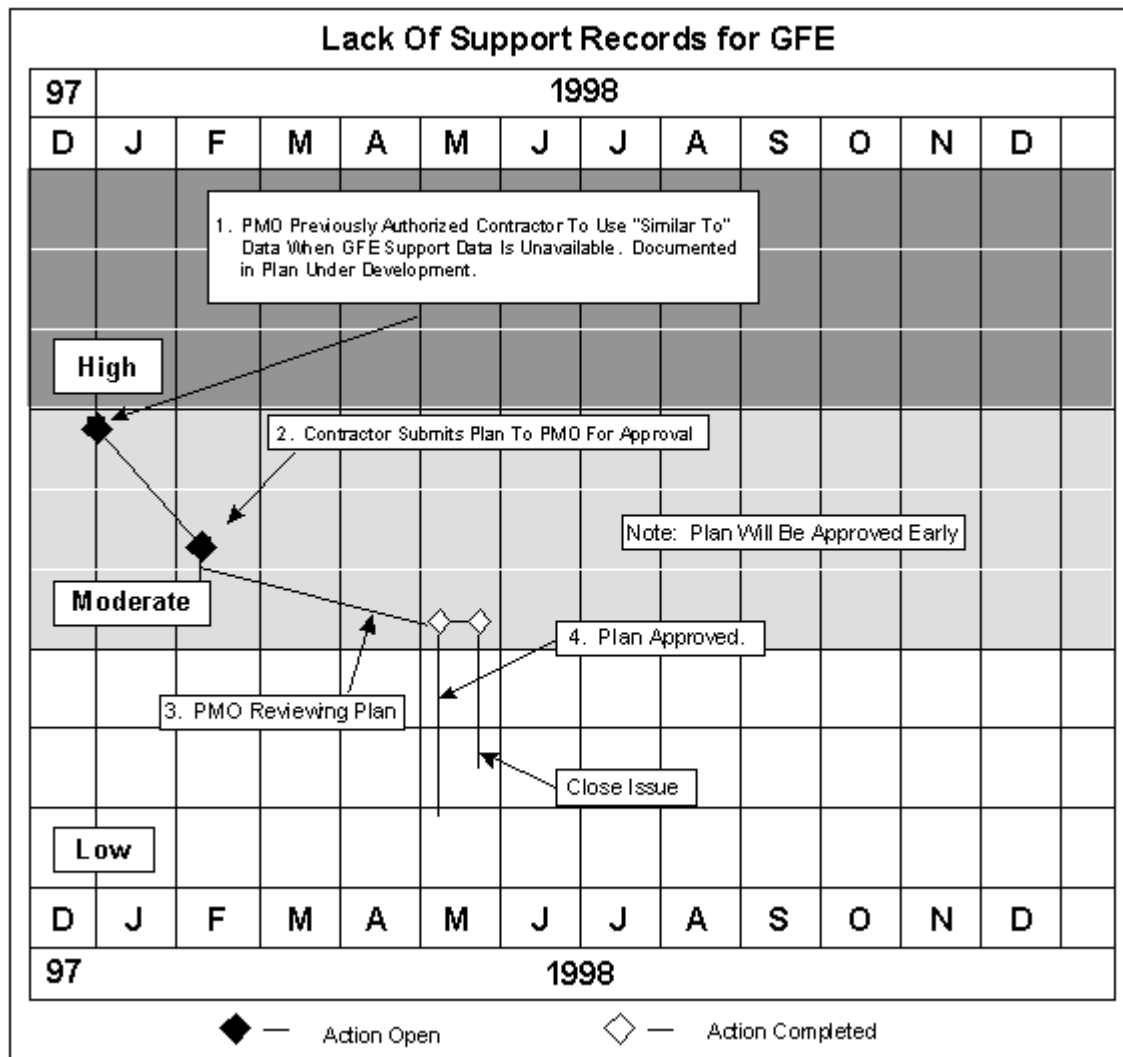 Lack Of Support Records for GFE
97 1998
D J F M A M J J A S O N D
1. PMO Previously Authorized Contractor To Use "Similar To"
Data When GFE Support Data Is Unavailable. Documented
in Plan Under Development.
High
2. Contractor Submits Plan To PMO For Approval
Note: Plan Will Be Approved Early
Moderate
4. Plan Approved.
3. PMO Reviewing Plan
Close Issue
Low
D J F M A M J J A S O N D
97 1998
— Action Open — Action Completed